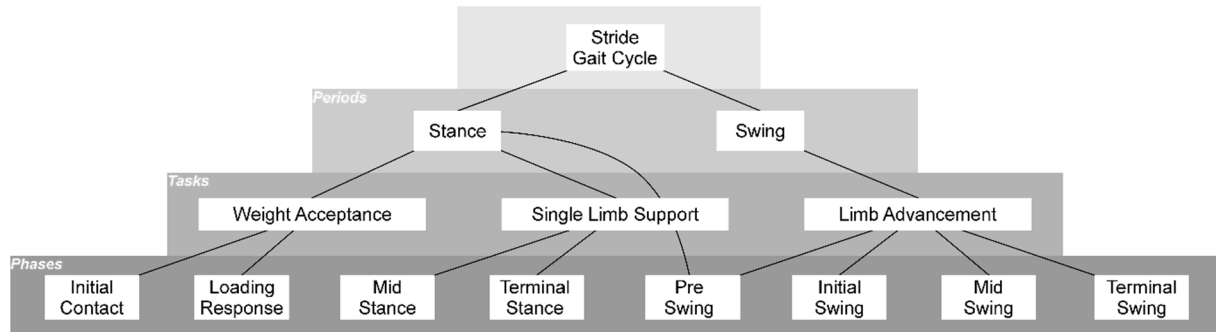 Stride
Gait Cycle
Periods
Stance
Swing
Tasks
Weight Acceptance
Single Limb Support
Limb Advancement
Phases
Initial
Contact
Loading
Response
Mid
Stance
Terminal
Stance
Pre
Swing
Initial
Swing
Mid
Swing
Terminal
Swing